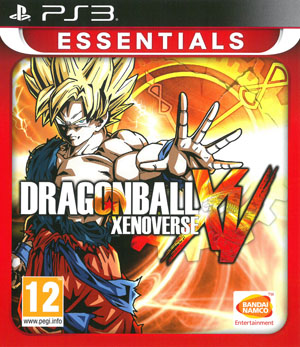 PS3
ESSENTIALS
DRAGONBALL
XENOVERSE
XV
12
www.pegi.info
BANDAI
NAMCO
Entertainment